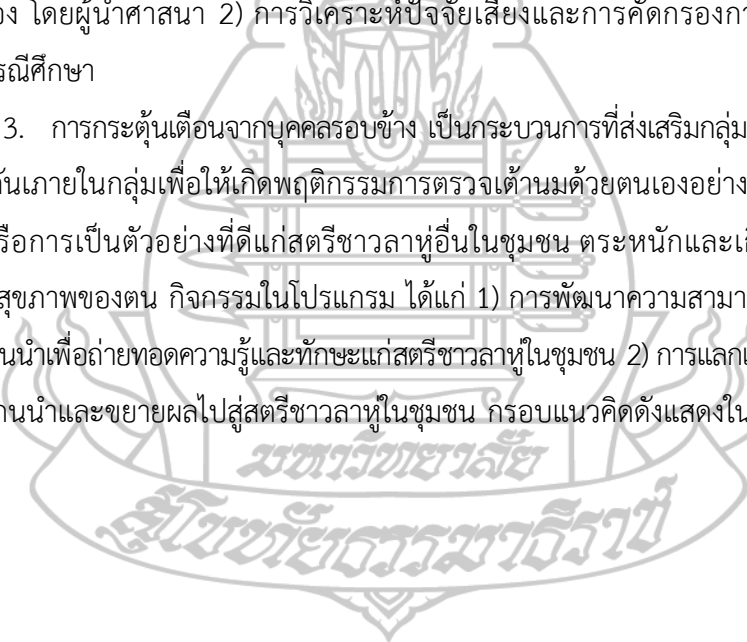 อง โดยผู้นำศาสนา 2) การวิเคราะห์ปัจจัยเสี่ยงและการคัดกรองกา
รณีศึกษา
3. การกระตุ้นเตือนจากบุคคลรอบข้าง เป็นกระบวนการที่ส่งเสริมกลุ่ม
กันภายในกลุ่มเพื่อให้เกิดพฤติกรรมการตรวจเต้านมด้วยตนเองอย่าง
รือการเป็นตัวอย่างที่ดีแก่สตรีชาวลาหู่อื่นในชุมชน ตระหนักและเกิ
สุขภาพของตน กิจกรรมในโปรแกรม ได้แก่ 1) การพัฒนาความสามา
นนำเพื่อถ่ายทอดความรู้และทักษะแก่สตรีชาวลาหู่ในชุมชน 2) การแลกเ
านนำและขยายผลไปสู่สตรีชาวลาหู่ในชุมชน กรอบแนวคิดดังแสดงใน
มหาวิทยาลัย
สุโขทัยธรรมาธิราช